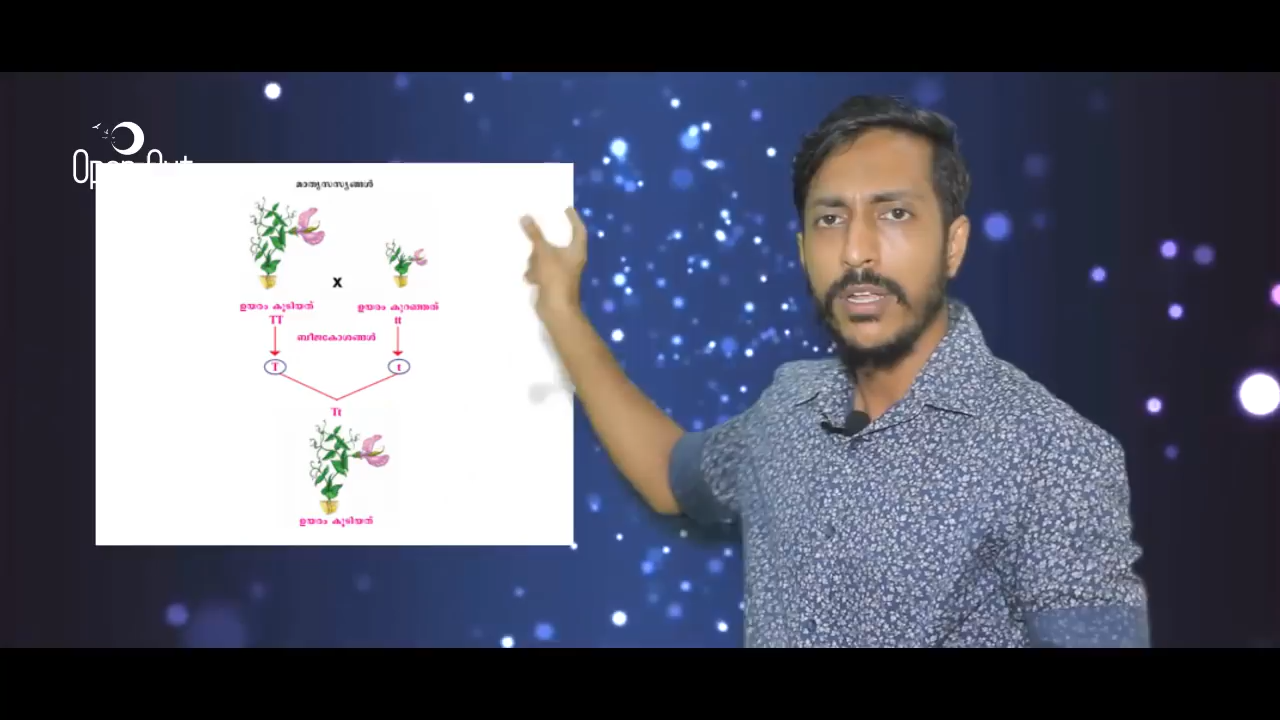 Open Out
മാതൃസസ്യങ്ങൾ
x
ഉയരം കൂടിയത് ഉയരം കുറഞ്ഞത്
TT tt
ബീജകോശങ്ങൾ
T t
Tt
ഉയരം കൂടിയത്